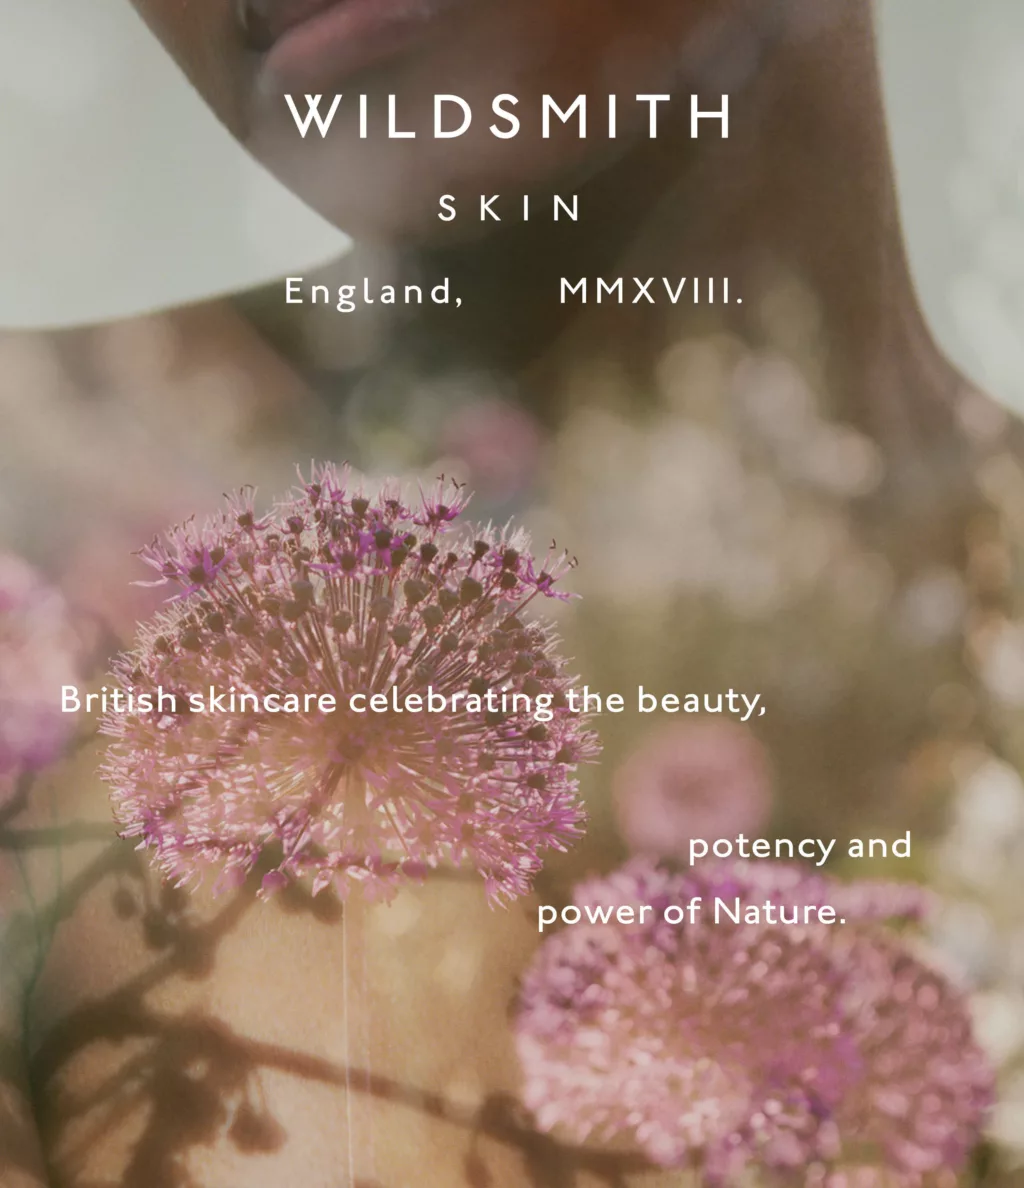 WILDSMITH
SKIN
England, MMXVIII.
British skincare celebrating the beauty,
potency and
power of Nature.